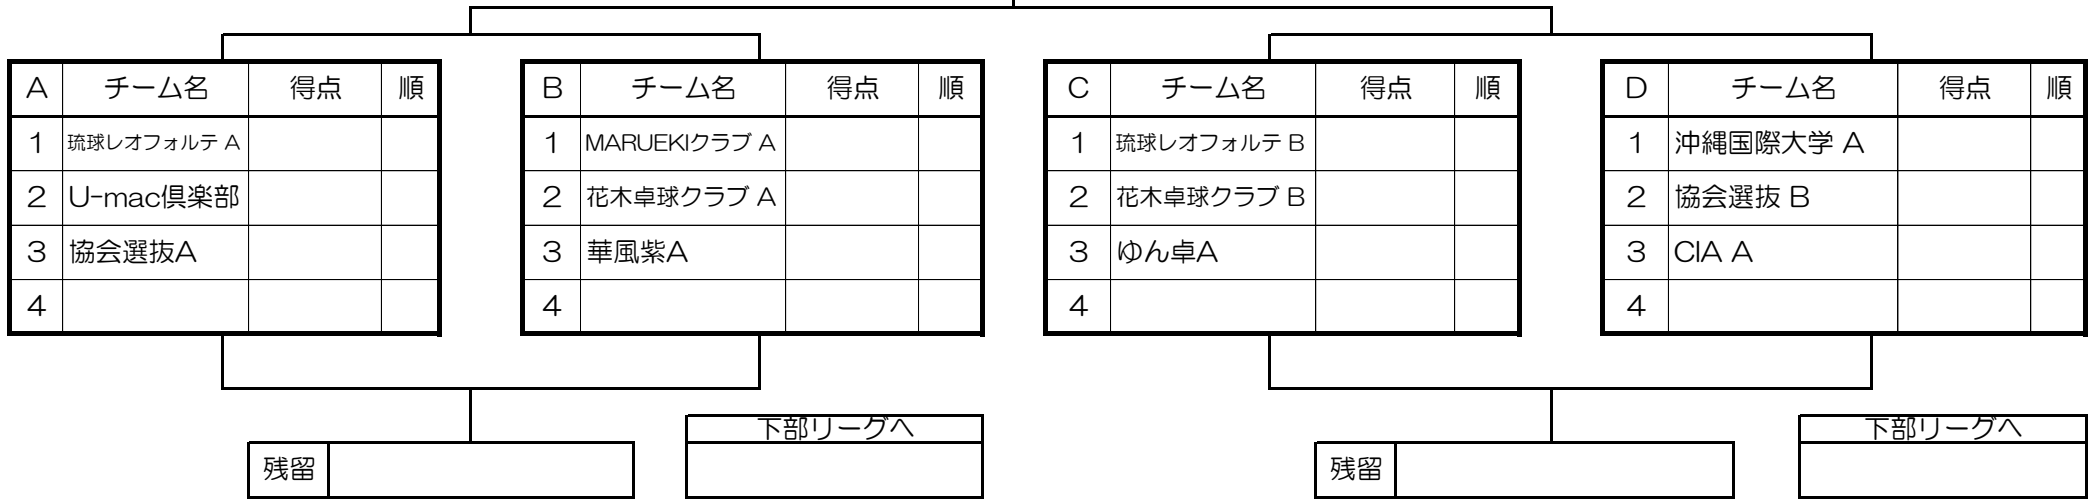 A チーム名 得点 順
1 琉球レオフォルテ A
2 U-mac倶楽部
3 協会選抜A
4
B チーム名 得点 順
1 MARUEKIクラブ A
2 花木卓球クラブ A
3 華風紫A
4
C チーム名 得点 順
1 琉球レオフォルテ B
2 花木卓球クラブ B
3 ゆん卓A
4
D チーム名 得点 順
1 沖縄国際大学 A
2 協会選抜 B
3 CIA A
4
残留
下部リーグへ
残留
下部リーグへ